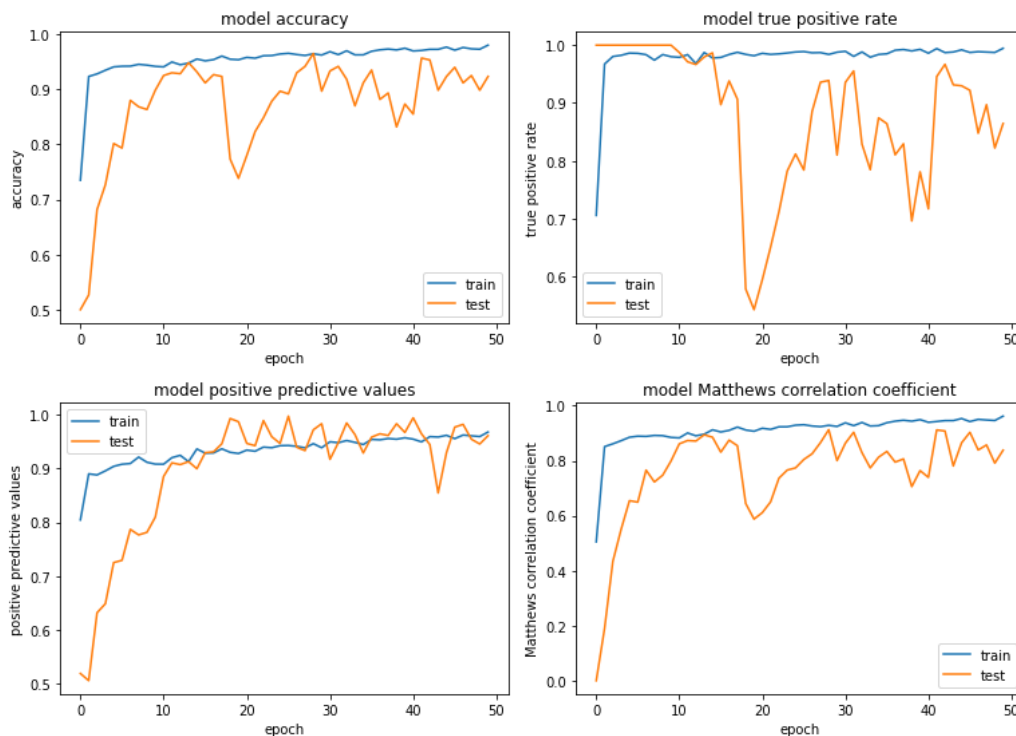 model accuracy
1.0
0.9
0.8
0.7
0.6
0.5
accuracy
train
test
0
10
20
30
40
50
epoch
model true positive rate
1.0
0.9
0.8
0.7
0.6
true positive rate
train
test
0
10
20
30
40
50
epoch
model positive predictive values
1.0
0.9
0.8
0.7
0.6
0.5
positive predictive values
train
test
0
10
20
30
40
50
epoch
model Matthews correlation coefficient
1.0
0.8
0.6
0.4
0.2
0.0
Matthews correlation coefficient
train
test
0
10
20
30
40
50
epoch